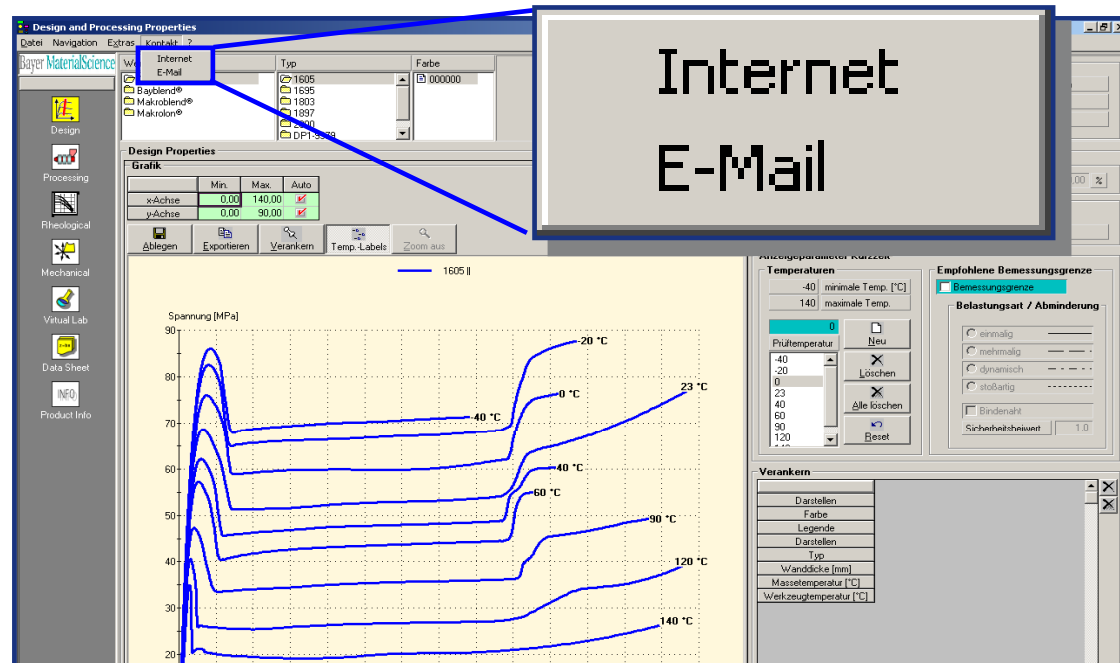 Design and Processing Properties
Datei Navigation Extras Kontakt ?
Internet
E-Mail
Internet
E-Mail
Bayer MaterialScience
Typ
Farbe
Bayblend®
Makroblend®
Makrolon®
1605
1695
1803
1897
000000
Design
Processing
Rheological
Mechanical
Virtual Lab
Data Sheet
INFO
Product Info
Design Properties
Grafik
Min. Max. Auto
x-Achse 0,00 140,00
y-Achse 0,00 90,00
Ablegen Exportieren Verankern Temp.-Labels Zoom aus
1605 ||
Spannung [MPa]
90
80
70
60
50
40
30
20
-20 °C
0 °C
23 °C
-40 °C
40 °C
60 °C
90 °C
120 °C
140 °C
Temperaturen
-40 minimale Temp. [°C]
140 maximale Temp.
0
Prüftemperatur
-40
-20
0
23
40
60
90
120
Neu
Löschen
Alle löschen
Reset
Empfohlene Bemessungsgrenze
Bemessungsgrenze
Belastungsart / Abminderung
einmalig
mehrmalig
dynamisch
stoßartig
Bindenaht
Sicherheitsbeiwert 1.0
Verankern
Darstellen
Farbe
Legende
Darstellen
Typ
Wanddicke [mm]
Massetemperatur [°C]
Werkzeugtemperatur [°C]